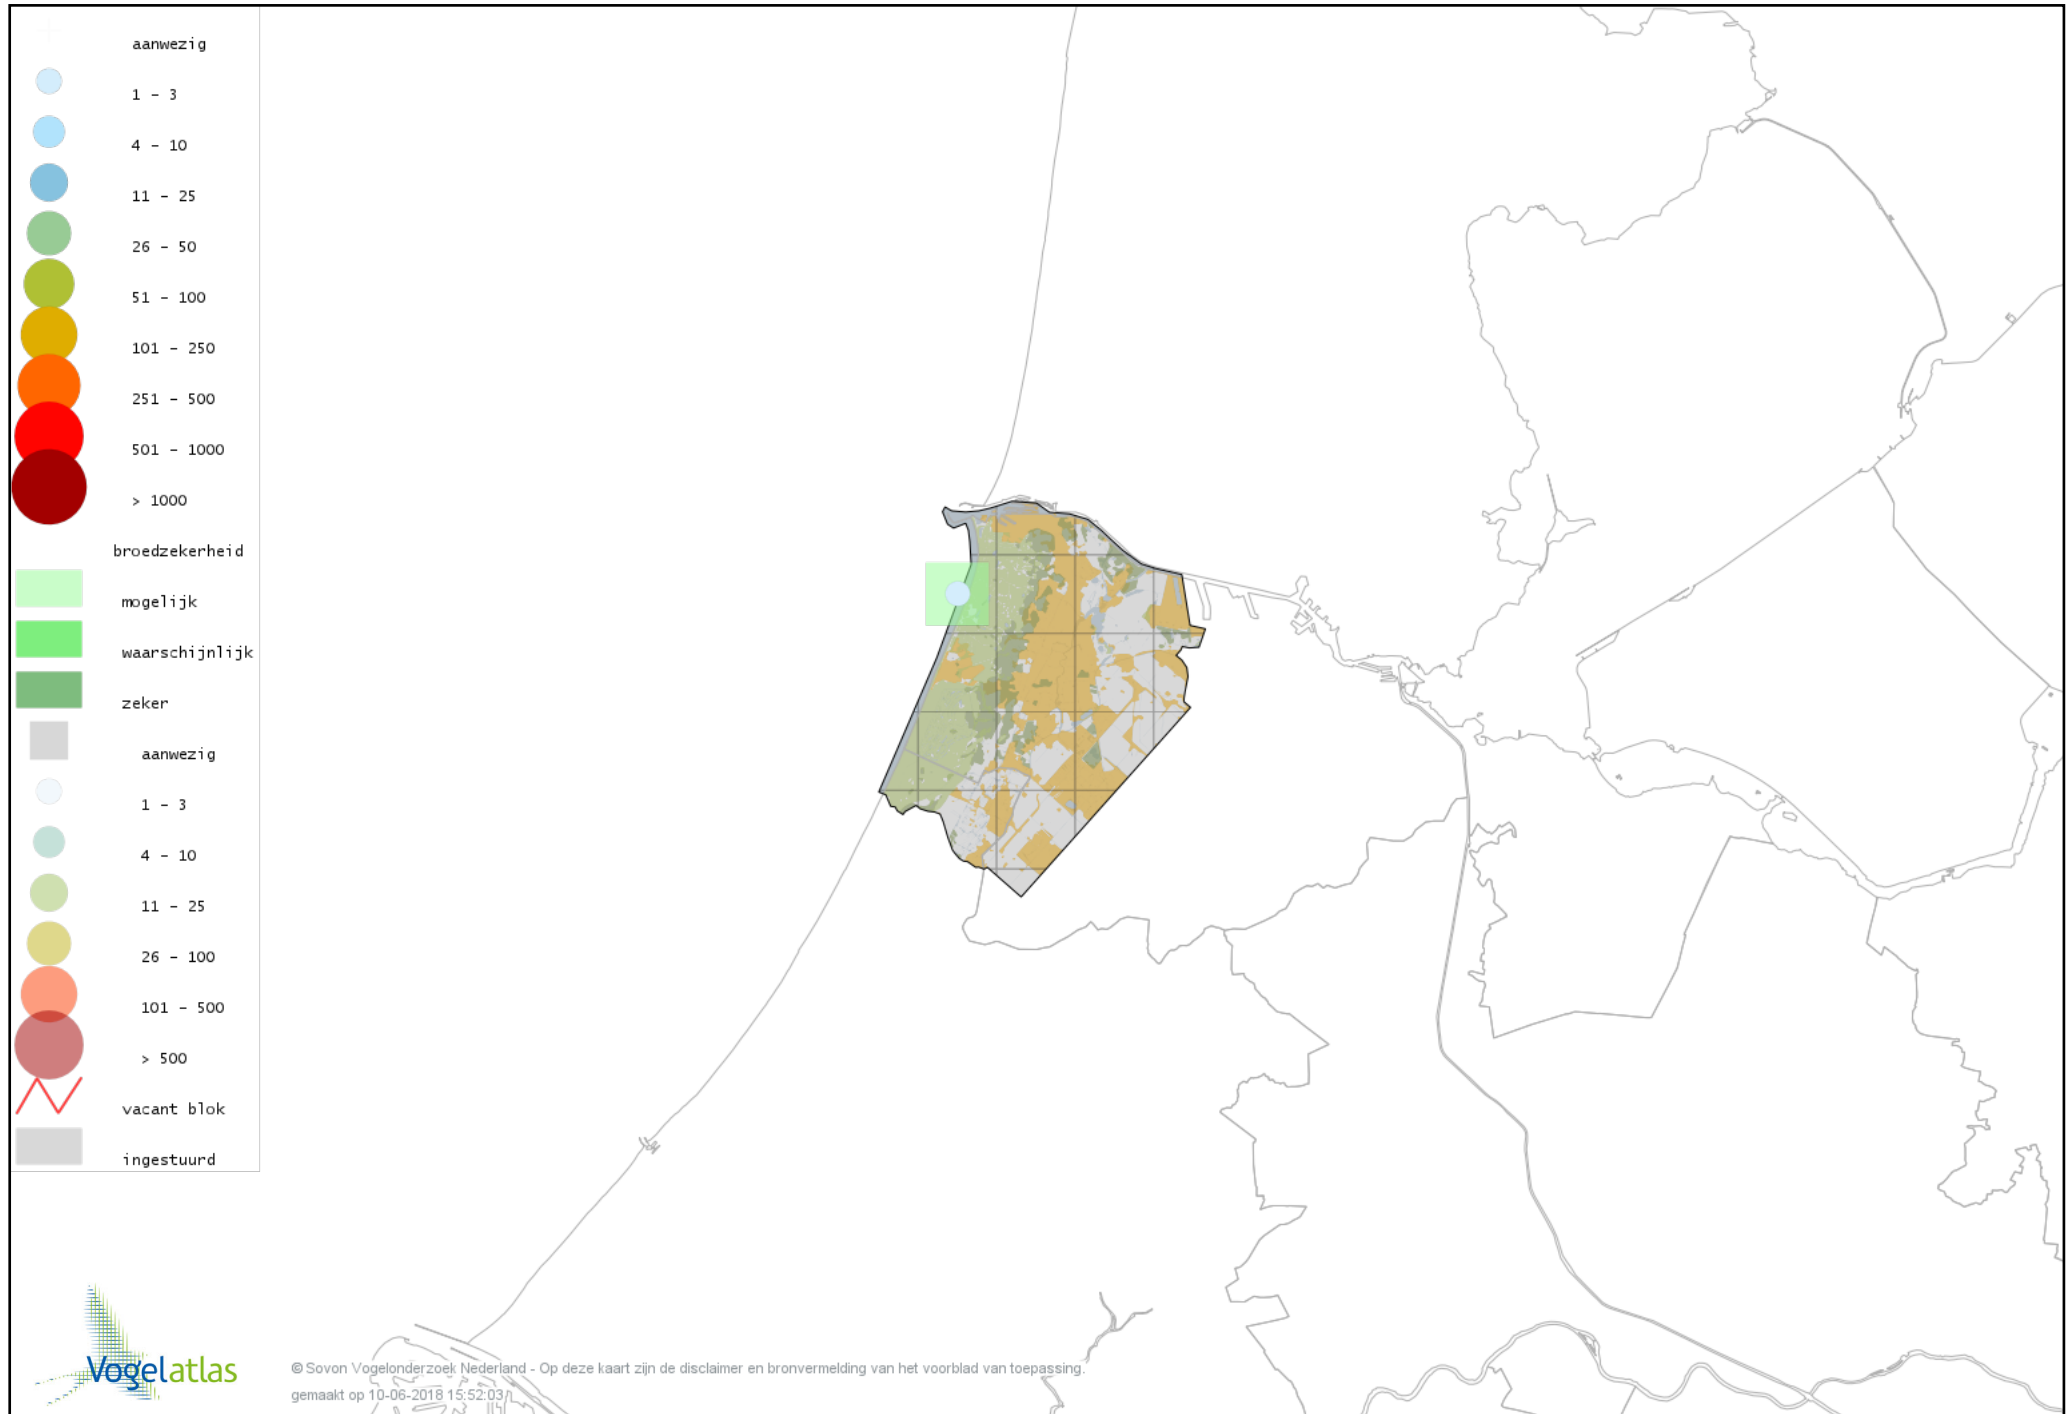 aanwezig
1 - 3
4 - 10
11 - 25
26 - 50
51 - 100
101 - 250
251 - 500
501 - 1000
> 1000
broedzekerheid
mogelijk
waarschijnlijk
zeker
aanwezig
1 - 3
4 - 10
11 - 25
26 - 100
101 - 500
> 500
vacant blok
ingestuurd
Vogelatlas
© Sovon Vogelonderzoek Nederland - Op deze kaart zijn de disclaimer en bronvermelding van het voorblad van toepassing.
gemaakt op 10-06-2018 15:52:03